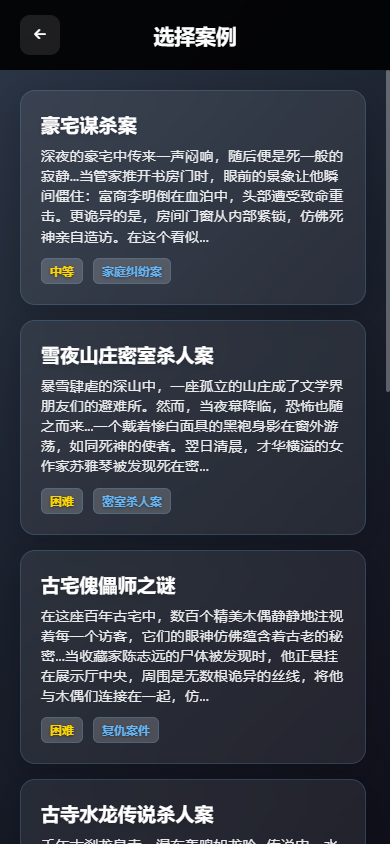 选择案例
豪宅谋杀案
深夜的豪宅中传来一声闷响，随后便是死一般的
寂静...当管家推开书房门时，眼前的景象让他瞬
间僵住：富商李明倒在血泊中，头部遭受致命重
击。更诡异的是，房间门窗从内部紧锁，仿佛死
神亲自造访。在这个看似...
中等
家庭纠纷案
雪夜山庄密室杀人案
暴雪肆虐的深山中，一座孤立的山庄成了文学界
朋友们的避难所。然而，当夜幕降临，恐怖也随
之而来...一个戴着惨白面具的黑袍身影在窗外游
荡，如同死神的使者。翌日清晨，才华横溢的女
作家苏雅琴被发现死在密...
困难
密室杀人案
古宅傀儡师之谜
在这座百年古宅中，数百个精美木偶静静地注视
着每一个访客，它们的眼神仿佛蕴含着古老的秘
密...当收藏家陈志远的尸体被发现时，他正悬挂
在展示厅中央，周围是无数根诡异的丝线，将他
与木偶们连接在一起，仿...
困难
复仇案件
古寺水龙传说杀人案